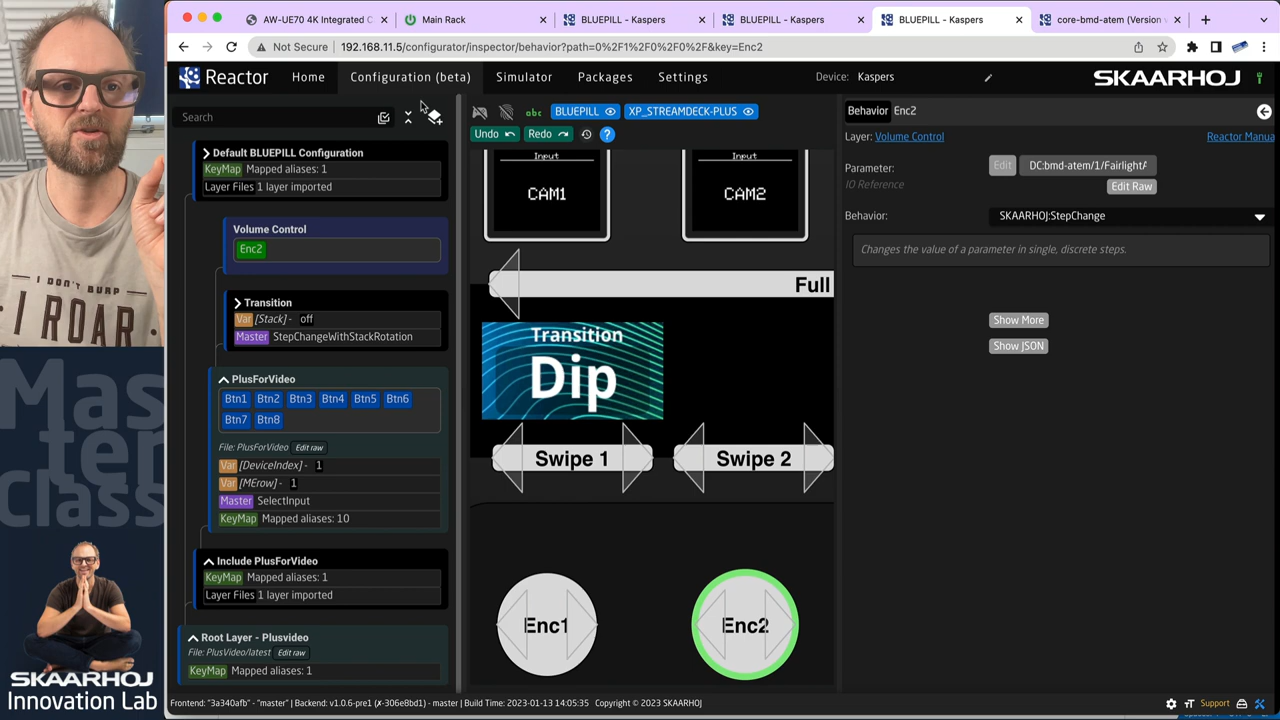 AW-UE70 4K Integrated C
Main Rack
BLUEPILL - Kaspers
BLUEPILL - Kaspers
BLUEPILL - Kaspers
core-bmd-atem (Version
Not Secure
192.168.11.5/configurator/inspector/behavior?path=0%2F1%2F0%2F0%2F&key=Enc2
Reactor
Home
Configuration (beta)
Simulator
Packages
Settings
Device: Kaspers
SKAARHOJ
Search
Default BLUEPILL Configuration
KeyMap Mapped aliases: 1
Layer Files 1 layer imported
Volume Control
Enc2
Transition
Var [Stack] - off
Master StepChangeWithStackRotation
PlusForVideo
Btn1 Btn2 Btn3 Btn4 Btn5 Btn6
Btn7 Btn8
File: PlusForVideo Edit raw
Var [DeviceIndex] - 1
Var [MErow] - 1
Master SelectInput
KeyMap Mapped aliases: 10
Include PlusForVideo
KeyMap Mapped aliases: 1
Layer Files 1 layer imported
Root Layer - Plusvideo
File: PlusVideo/latest Edit raw
KeyMap Mapped aliases: 1
abc
BLUEPILL
XP_STREAMDECK-PLUS
Undo
Redo
?
Input
CAM1
Input
CAM2
Full
Transition
Dip
Swipe 1
Swipe 2
Enc1
Enc2
Behavior Enc2
Layer: Volume Control
Reactor Manua
Parameter:
IO Reference
Edit
DC:bmd-atem/1/FairlightA
Edit Raw
Behavior:
SKAARHOJ:StepChange
Changes the value of a parameter in single, discrete steps.
Show More
Show JSON
I DON'T BURP
I ROAR
Mas
ter
Class
SKAARHOJ
Innovation Lab
Frontend: "3a340afb" - "master" | Backend: v1.0.6-pre1 (✗-306e8bd1) - master | Build Time: 2023-01-13 14:05:35 Copyright © 2023 SKAARHOJ
Support